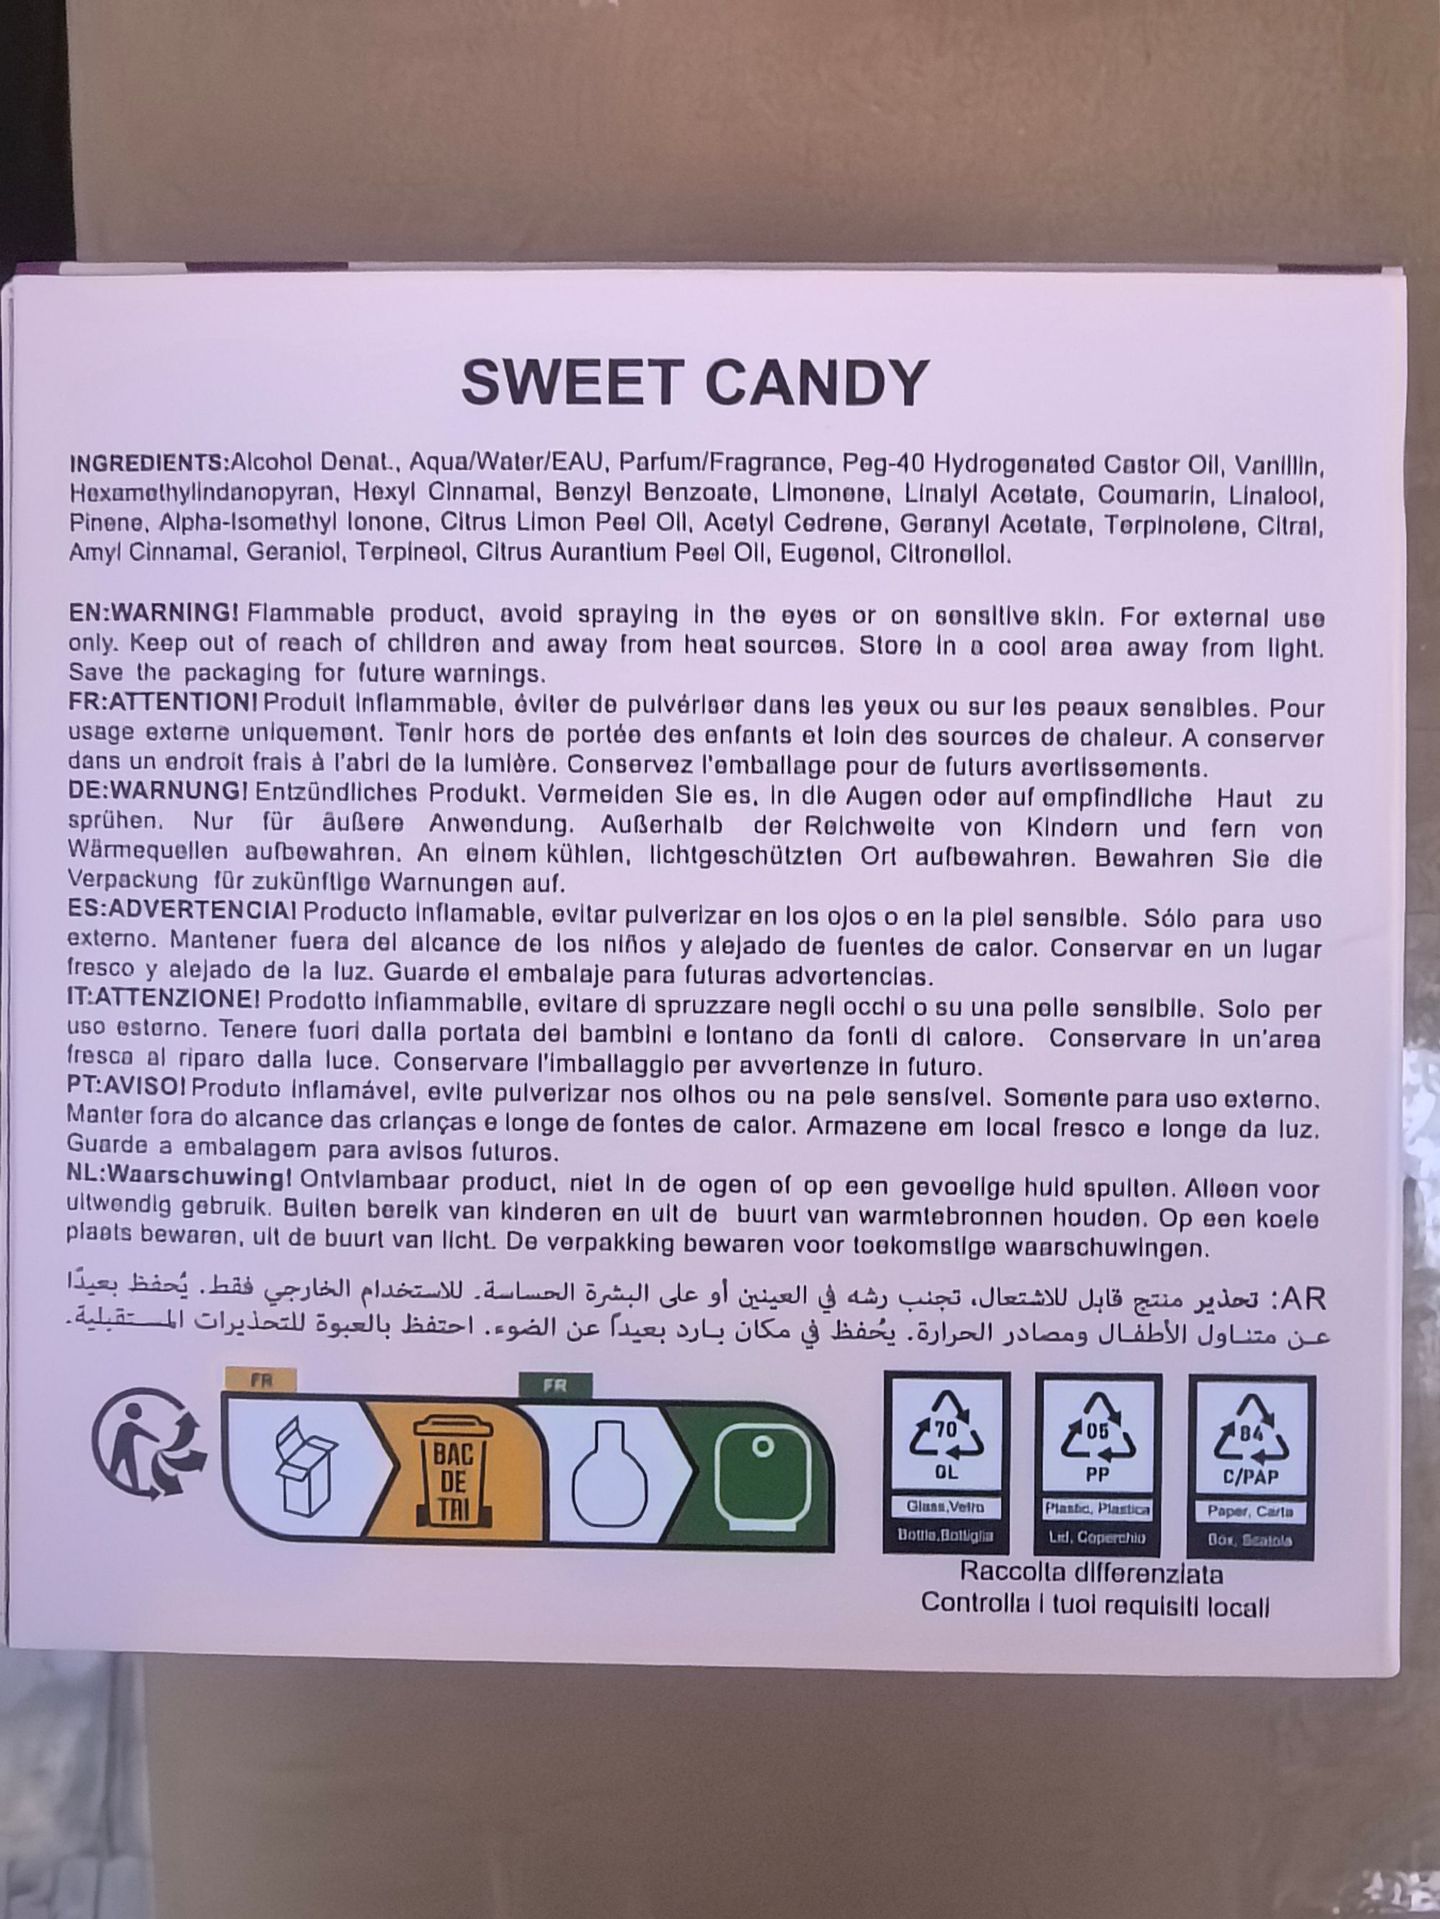 SWEET CANDY
INGREDIENTS:Alcohol Denat., Aqua/Water/EAU, Parfum/Fragrance, Peg-40 Hydrogenated Castor Oil, Vanillin,
Hexamethylindanopyran, Hexyl Cinnamal, Benzyl Benzoate, Limonene, Linalyl Acetate, Coumarin, Linalool,
Pinene, Alpha-Isomethyl Ionone, Citrus Limon Peel Oil, Acetyl Cedrene, Geranyl Acetate, Terpinolene, Citral,
Amyl Cinnamal, Geraniol, Terpineol, Citrus Aurantium Peel Oil, Eugenol, Citronellol.
EN:WARNING! Flammable product, avoid spraying in the eyes or on sensitive skin. For external use
only. Keep out of reach of children and away from heat sources. Store in a cool area away from light.
Save the packaging for future warnings.
FR:ATTENTION! Produit inflammable, éviter de pulvériser dans les yeux ou sur les peaux sensibles. Pour
usage externe uniquement. Tenir hors de portée des enfants et loin des sources de chaleur. A conserver
dans un endroit frais à l'abri de la lumière. Conservez l'emballage pour de futurs avertissements.
DE:WARNUNG! Entzündliches Produkt. Vermeiden Sie es, in die Augen oder auf empfindliche Haut zu
sprühen. Nur für äußere Anwendung. Außerhalb der Reichweite von Kindern und fern von
Wärmequellen aufbewahren. An einem kühlen, lichtgeschützten Ort aufbewahren. Bewahren Sie die
Verpackung für zukünftige Warnungen auf.
ES:ADVERTENCIA! Producto inflamable, evitar pulverizar en los ojos o en la piel sensible. Sólo para uso
externo. Mantener fuera del alcance de los niños y alejado de fuentes de calor. Conservar en un lugar
fresco y alejado de la luz. Guarde el embalaje para futuras advertencias.
IT:ATTENZIONE! Prodotto infiammabile, evitare di spruzzare negli occhi o su una pelle sensibile. Solo per
uso esterno. Tenere fuori dalla portata dei bambini e lontano da fonti di calore. Conservare in un'area
fresca al riparo dalla luce. Conservare l'imballaggio per avvertenze in futuro.
PT:AVISO! Produto inflamável, evite pulverizar nos olhos ou na pele sensível. Somente para uso externo.
Manter fora do alcance das crianças e longe de fontes de calor. Armazene em local fresco e longe da luz.
Guarde a embalagem para avisos futuros.
NL:Waarschuwing! Ontvlambaar product, niet in de ogen of op een gevoelige huid spuiten. Alleen voor
uitwendig gebruik. Buiten bereik van kinderen en uit de buurt van warmtebronnen houden. Op een koele
plaats bewaren, uit de buurt van licht. De verpakking bewaren voor toekomstige waarschuwingen.
AR: تحذير منتج قابل للاشتعال، تجنب رشه في العينين أو على البشرة الحساسة. للاستخدام الخارجي فقط. يُحفظ بعيدًا
عن متناول الأطفال ومصادر الحرارة. يحُفظ في مكان بارد بعيداً عن الضوء. احتفظ بالعبوة للتحذيرات المستقبلية.
FR
FR
BAC
DE
TRI
70
GL
Glass,Vetro
Bottle,Bottiglia
05
PP
Plastic, Plastica
Lid, Coperchio
84
C/PAP
Paper, Carta
Box, Scatola
Raccolta differenziata
Controlla i tuoi requisiti locali